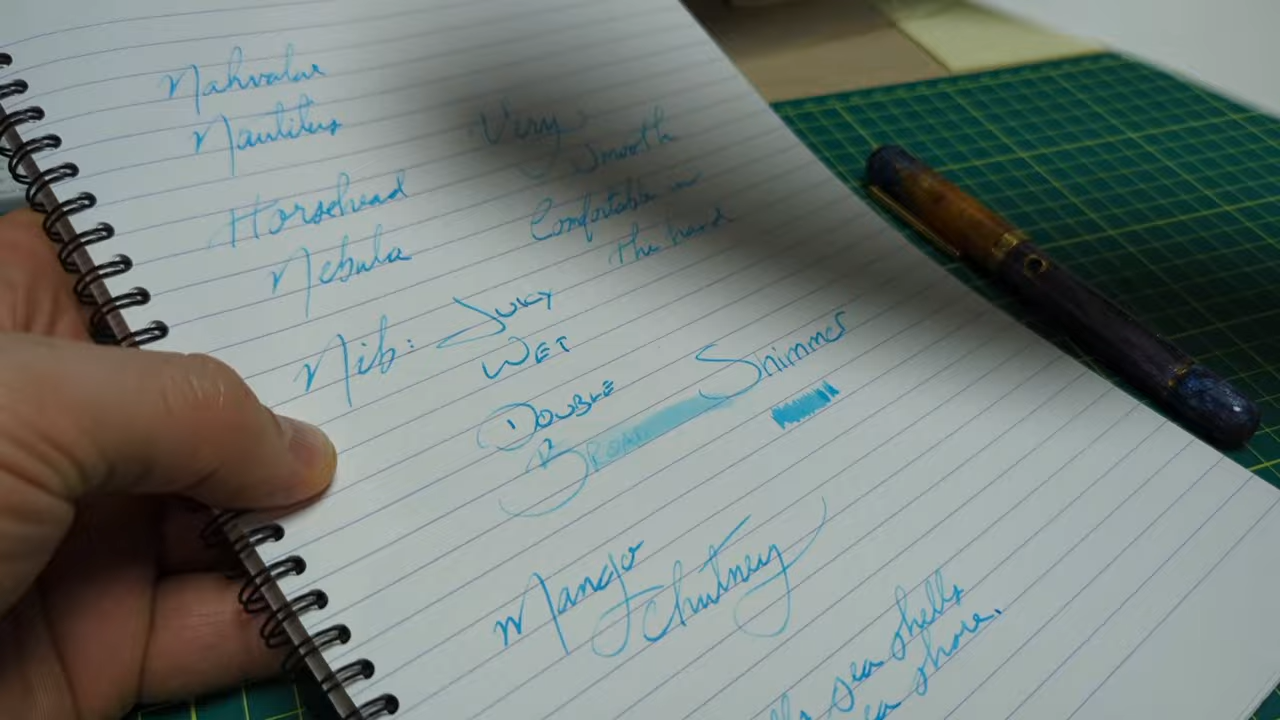 Nahvalur
Nautilus
Horsehead
Nebula
Very
Smooth
Comfortable in
the hand
Nib: Juicy
WET
DOUBLE
BROAD
Shimmer
Mango
Chutney
sea shells
sea shore.